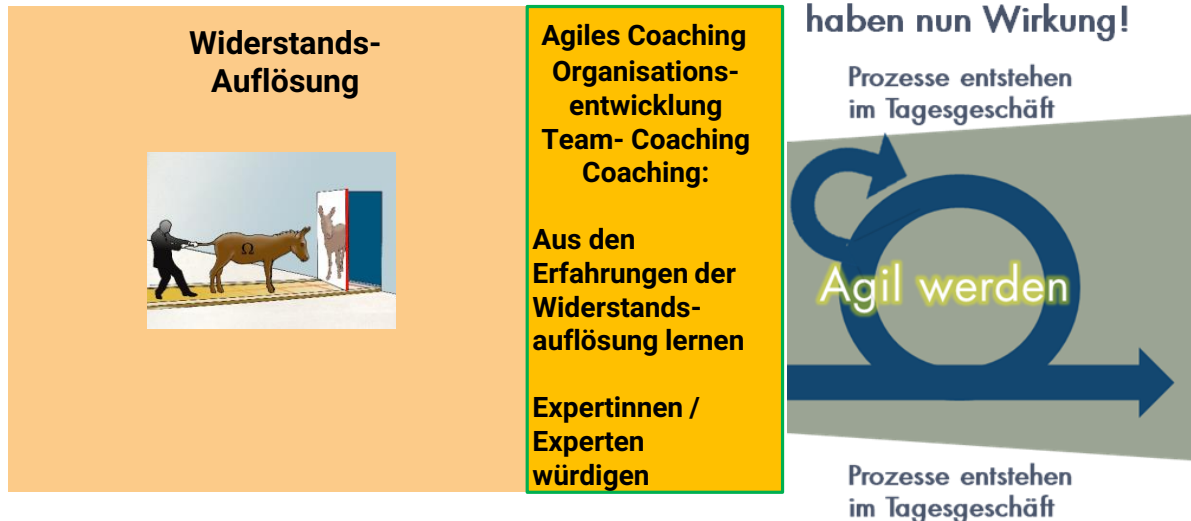 Widerstands-
Auflösung
Ω
Agiles Coaching
Organisations-
entwicklung
Team- Coaching
Coaching:
Aus den
Erfahrungen der
Widerstands-
auflösung lernen
Expertinnen /
Experten
würdigen
haben nun Wirkung!
Prozesse entstehen
im Tagesgeschäft
Agil werden
Prozesse entstehen
im Tagesgeschäft